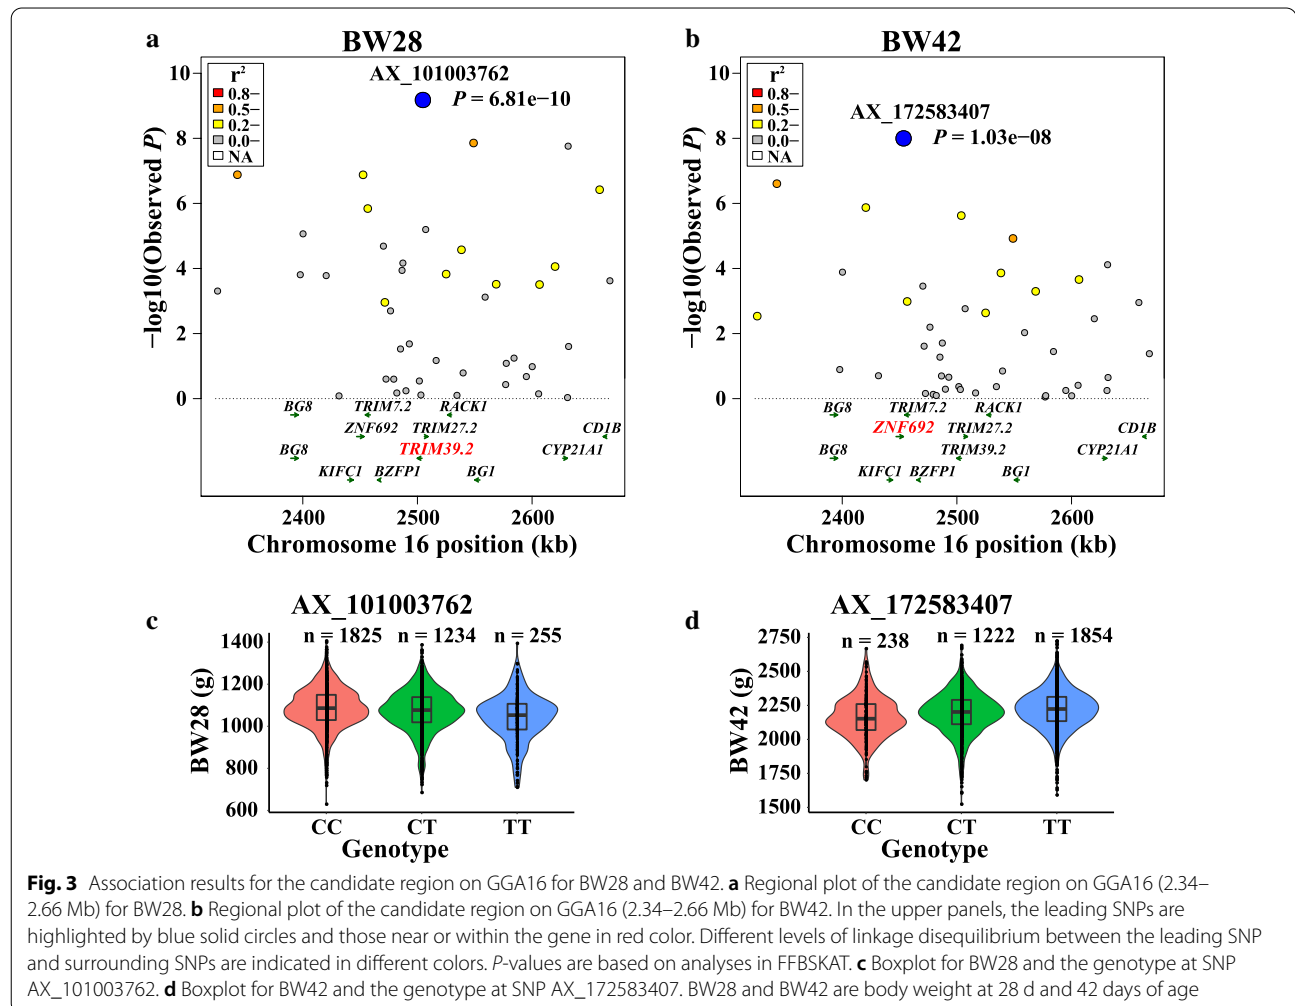 a
BW28
AX_101003762
P = 6.81e−10
r²
0.8−
0.5−
0.2−
0.0−
NA
−log10(Observed P)
10
8
6
4
2
0
BG8
TRIM7.2
RACK1
ZNF692
TRIM27.2
CD1B
BG8
TRIM39.2
CYP21A1
KIFC1
BZFP1
BG1
2400
2500
2600
Chromosome 16 position (kb)
b
BW42
AX_172583407
P = 1.03e−08
r²
0.8−
0.5−
0.2−
0.0−
NA
−log10(Observed P)
10
8
6
4
2
0
BG8
TRIM7.2
RACK1
ZNF692
TRIM27.2
CD1B
BG8
TRIM39.2
CYP21A1
KIFC1
BZFP1
BG1
2400
2500
2600
Chromosome 16 position (kb)
c
AX_101003762
n = 1825
n = 1234
n = 255
BW28 (g)
1400
1200
1000
800
600
CC
CT
TT
Genotype
d
AX_172583407
n = 238
n = 1222
n = 1854
BW42 (g)
2750
2500
2250
2000
1750
1500
CC
CT
TT
Genotype
Fig. 3 Association results for the candidate region on GGA16 for BW28 and BW42. a Regional plot of the candidate region on GGA16 (2.34–
2.66 Mb) for BW28. b Regional plot of the candidate region on GGA16 (2.34–2.66 Mb) for BW42. In the upper panels, the leading SNPs are
highlighted by blue solid circles and those near or within the gene in red color. Different levels of linkage disequilibrium between the leading SNP
and surrounding SNPs are indicated in different colors. P-values are based on analyses in FFBSKAT. c Boxplot for BW28 and the genotype at SNP
AX_101003762. d Boxplot for BW42 and the genotype at SNP AX_172583407. BW28 and BW42 are body weight at 28 d and 42 days of age